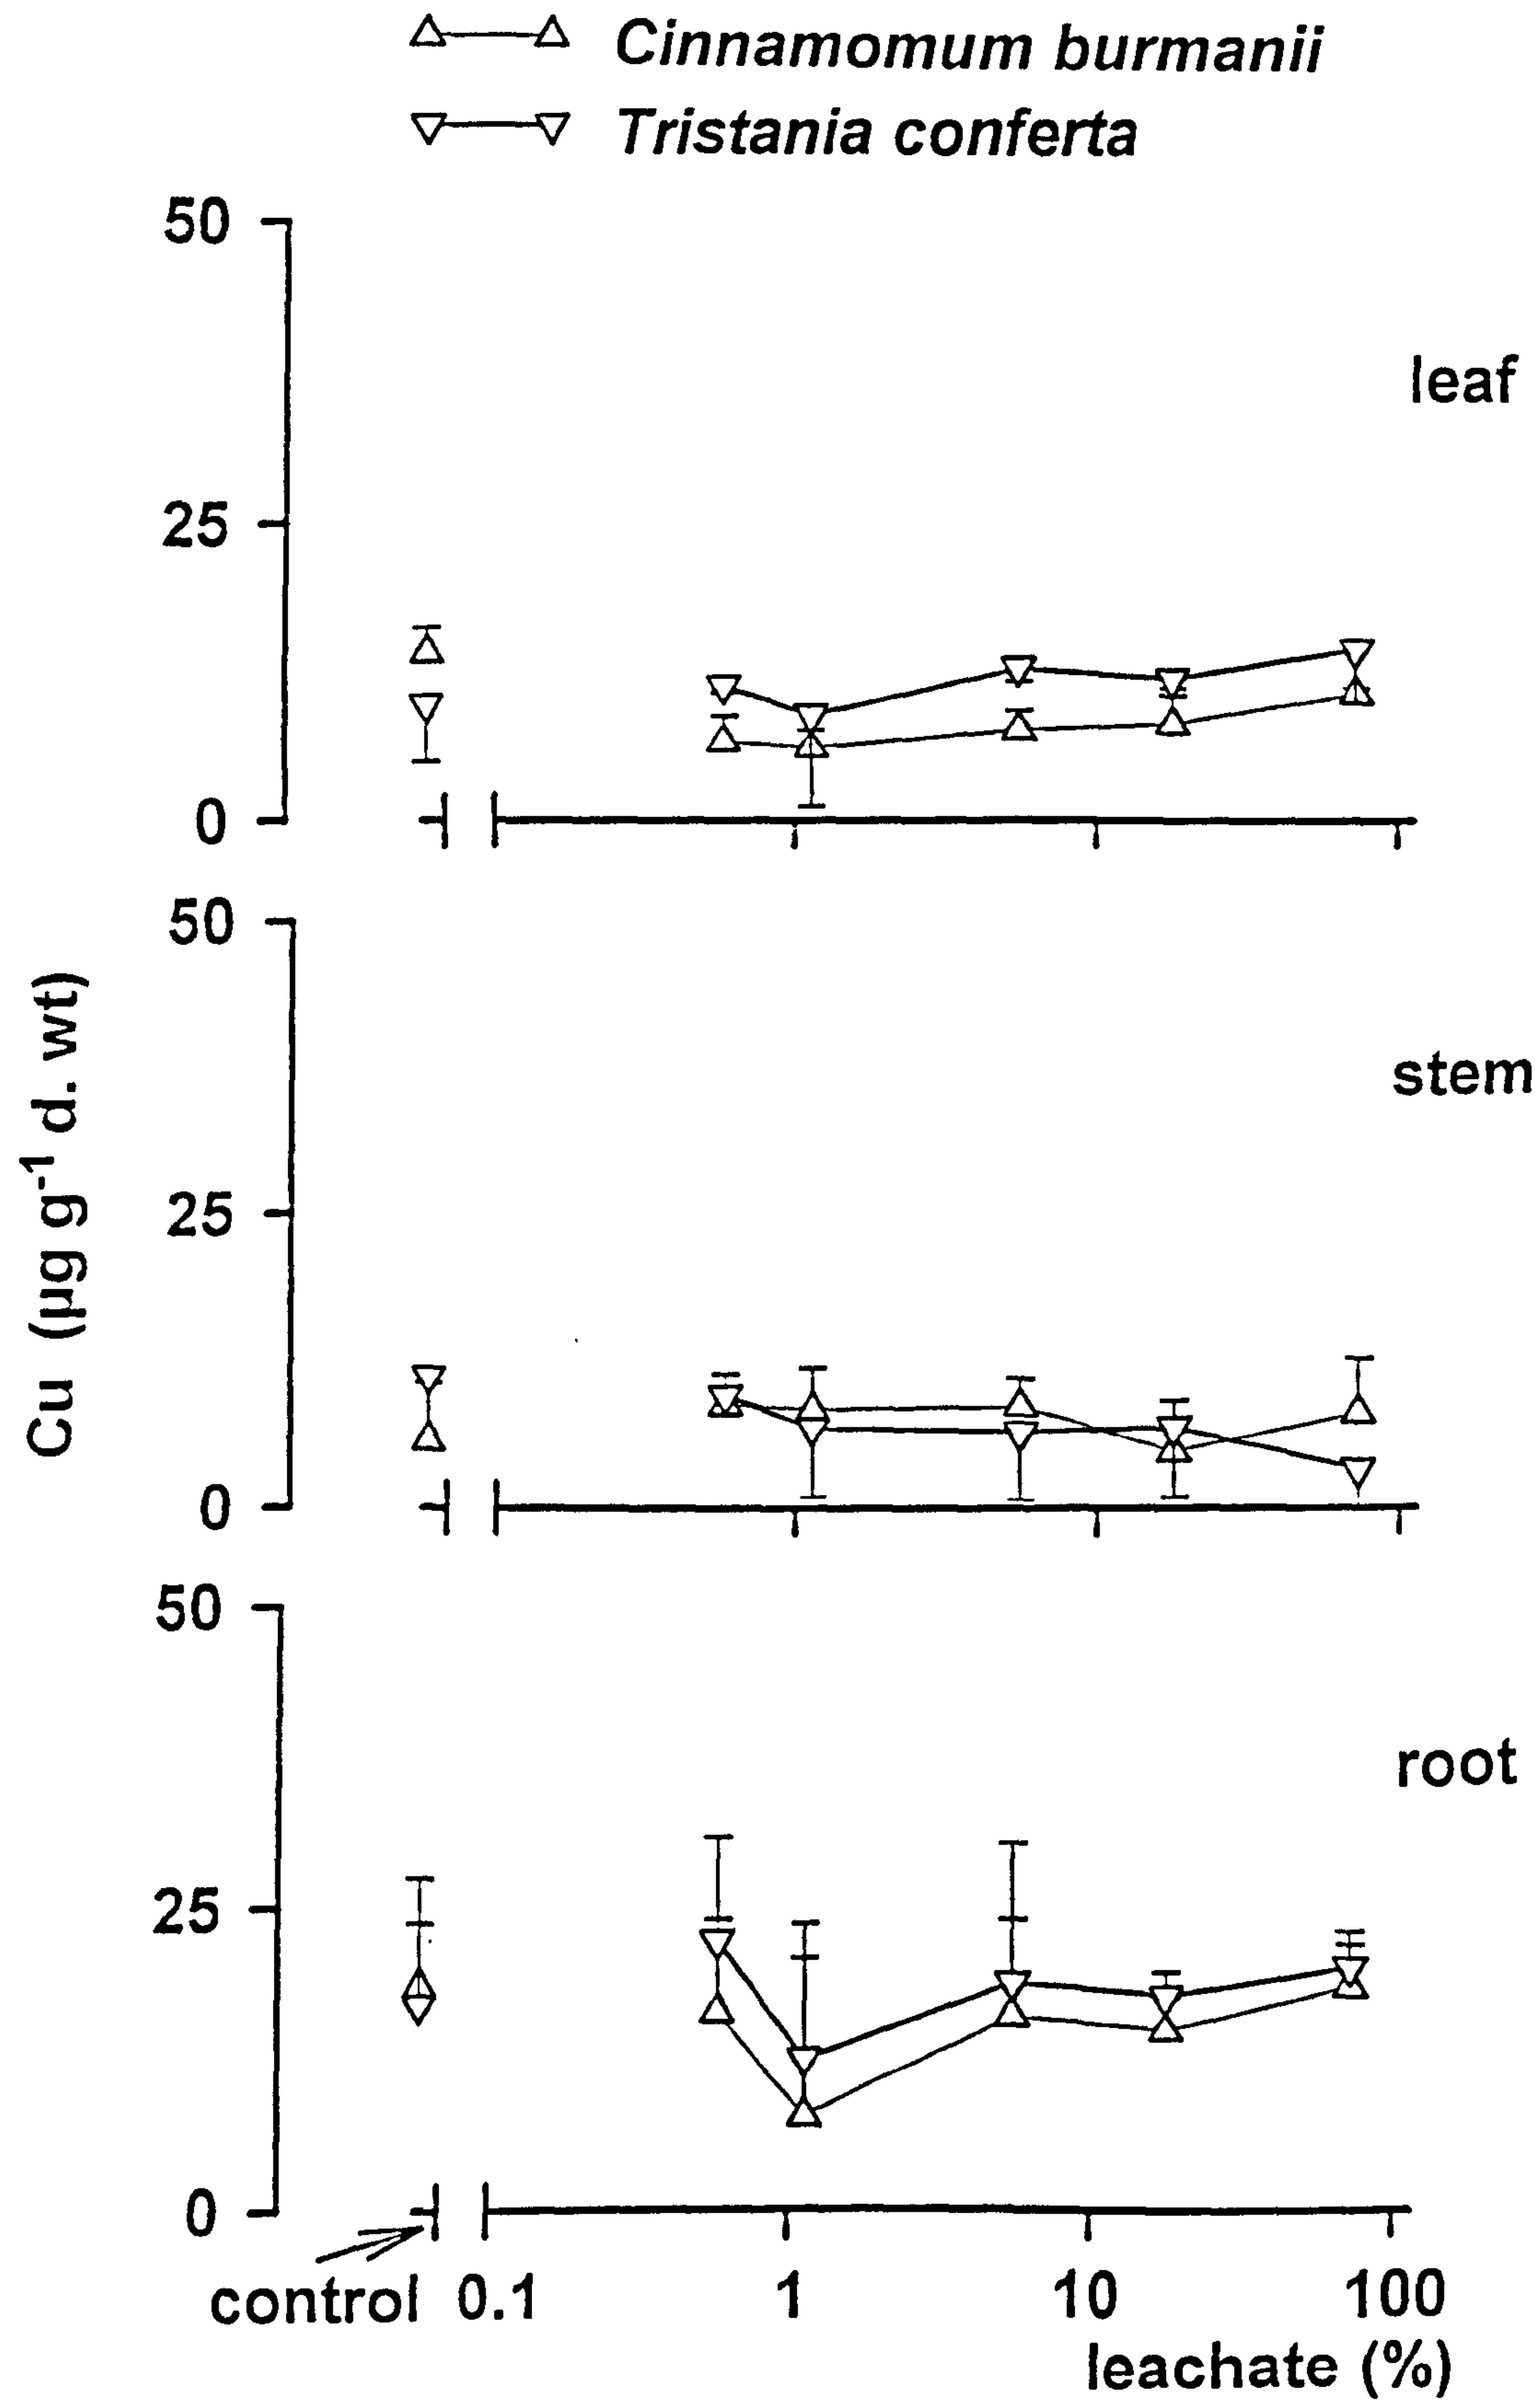 Cinnamomum burmanii
Tristania conferta
50
leaf
25
0
50
stem
Cu (µg g⁻¹ d. wt)
25
0
50
root
25
0
control 0.1 1 10 100
leachate (%)